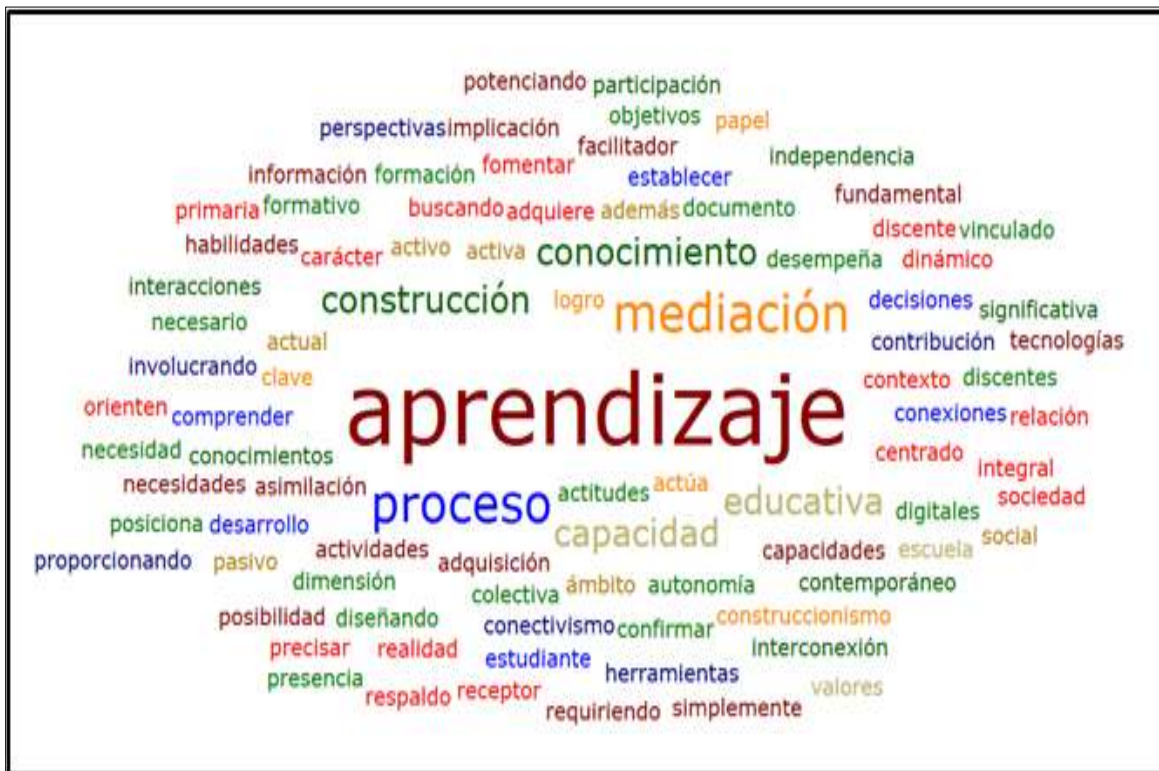 potenciando participación
objetivos papel
perspectivas implicación
facilitador independencia
información formación fomentar establecer
fundamental
primaria formativo buscando adquiere además documento
discente vinculado
habilidades carácter activo activa conocimiento desempeña dinámico
interacciones construcción logro mediación decisiones significativa
necesario
actual contribución tecnologías
involucrando clave aprendizaje contexto discentes
orienten comprender conexiones relación
necesidad conocimientos centrado integral
necesidades asimilación proceso actitudes actúa educativa sociedad
posiciona desarrollo capacidad digitales social
proporcionando pasivo actividades adquisición capacidades escuela
dimensión colectiva ámbito autonomía contemporáneo
posibilidad diseñando conectivismo confirmar construccionismo
precisar realidad estudiante interconexión
presencia herramientas valores
respaldo receptor requiriendo simplemente